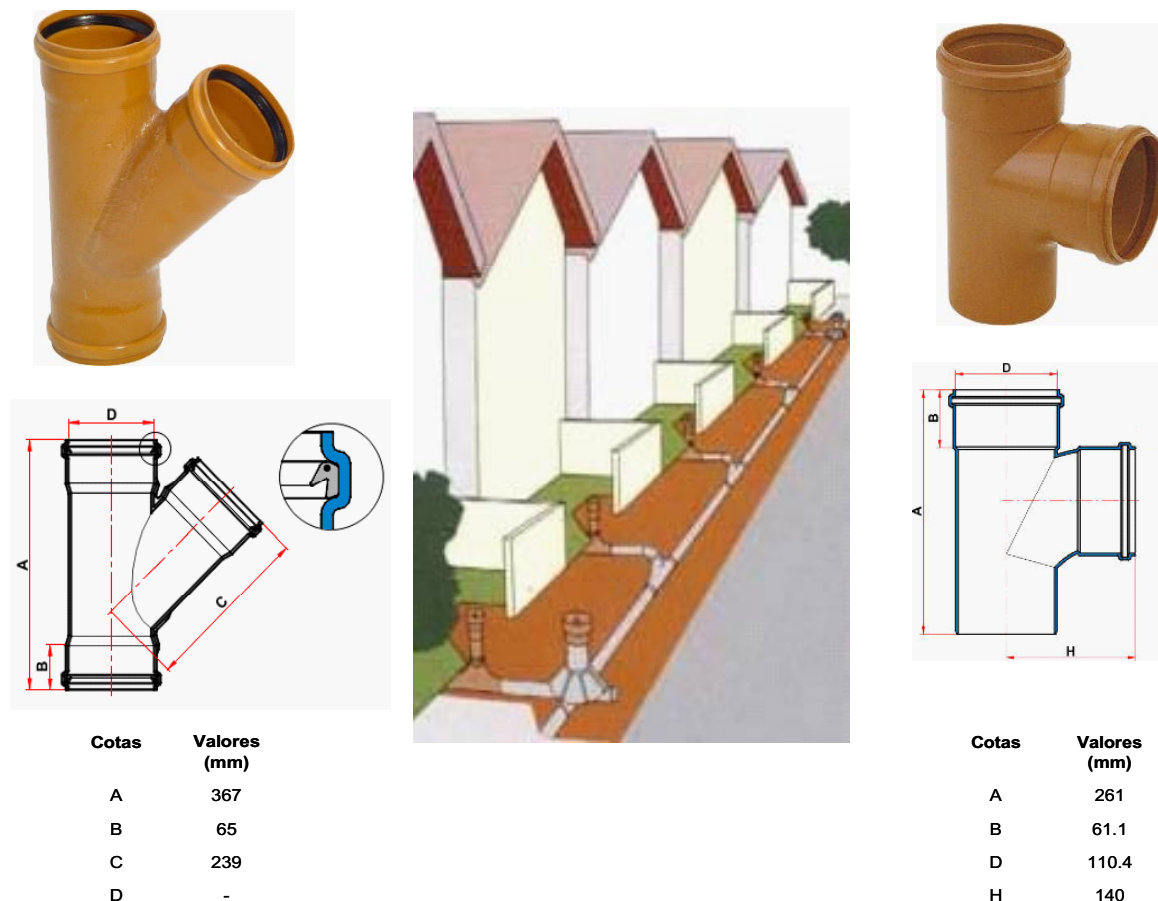 D
A
C
B
Cotas Valores
(mm)
A 367
B 65
C 239
D -
D
B
A
H
Cotas Valores
(mm)
A 261
B 61.1
D 110.4
H 140